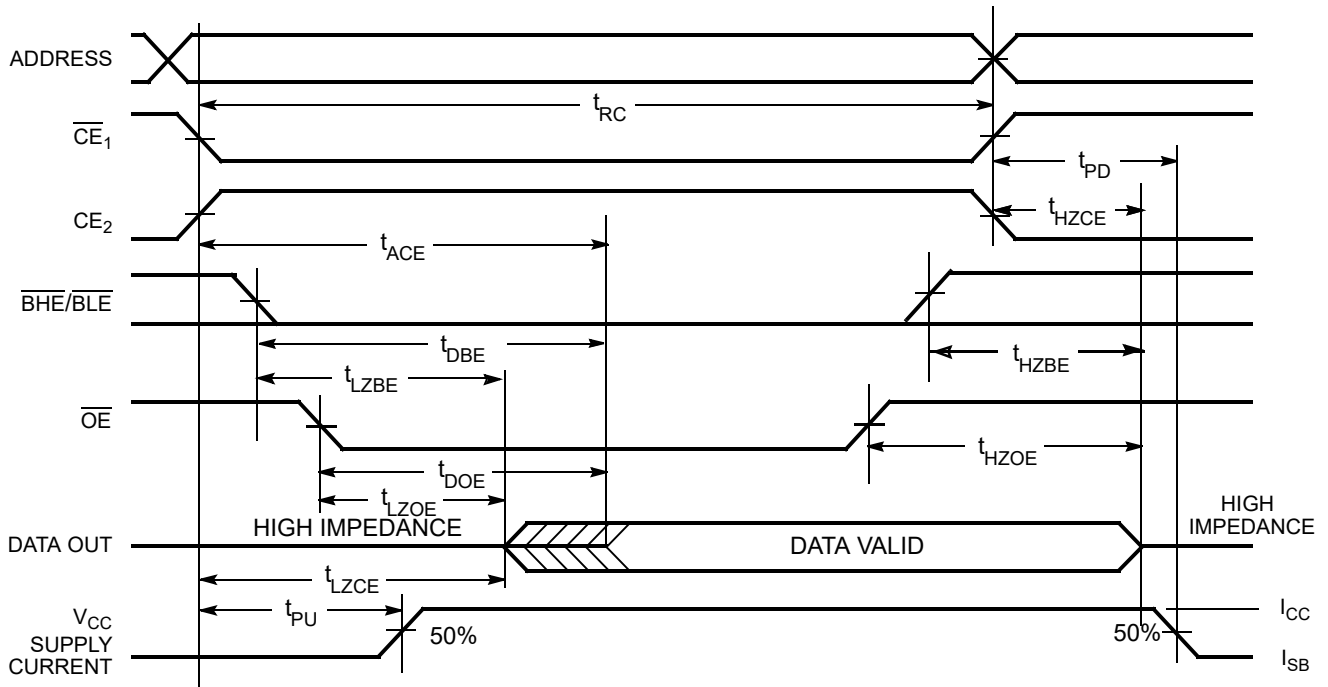 ADDRESS
tRC
CE1
tPD
CE2
tHZCE
tACE
BHE/BLE
tDBE
tHZBE
tLZBE
OE
tHZOE
tDOE
tLZOE
HIGH IMPEDANCE
HIGH
IMPEDANCE
DATA OUT
DATA VALID
tLZCE
VCC
SUPPLY
CURRENT
tPU
50%
50%
ICC
ISB